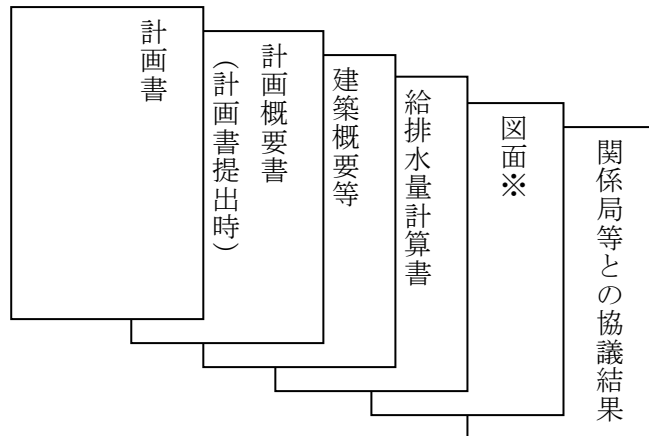 計画書
計画概要書
（計画書提出時）
建築概要等
給排水量計算書
図面※
関係局等との協議結果